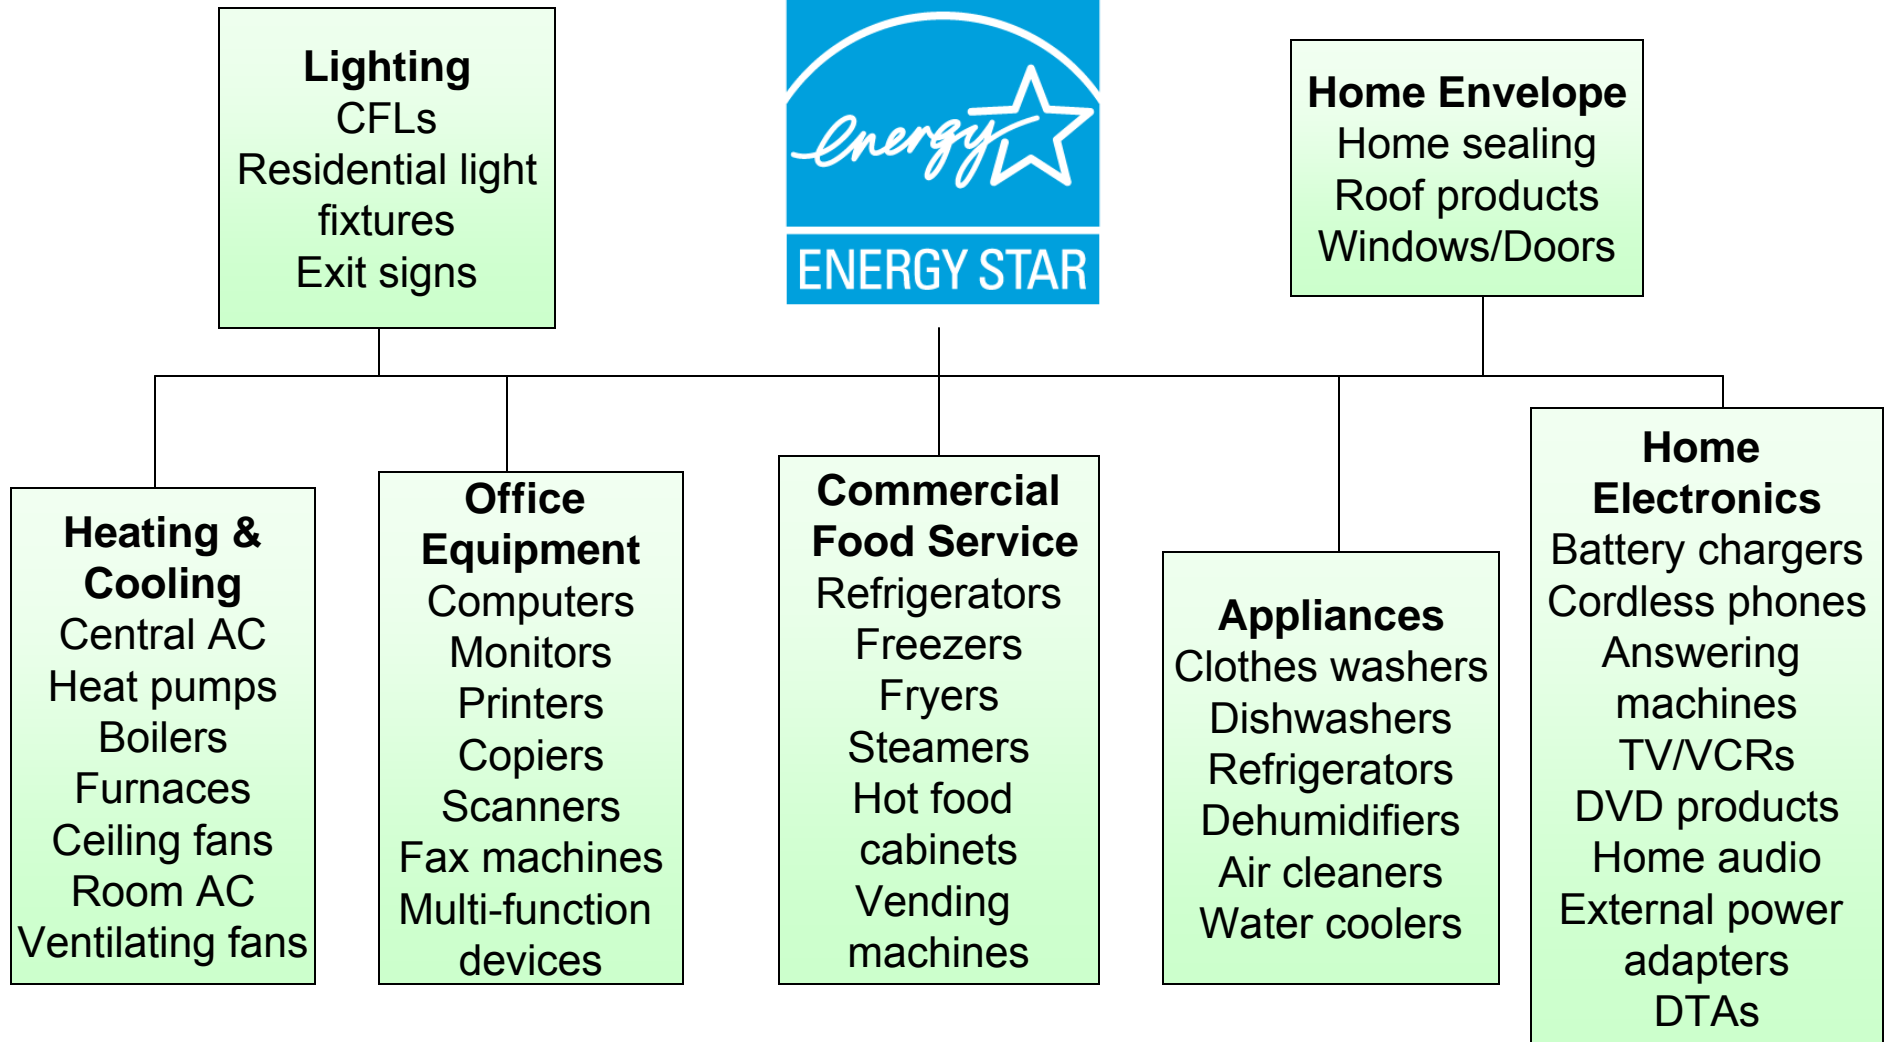 Lighting
CFLs
Residential light
fixtures
Exit signs
energy
ENERGY STAR
Home Envelope
Home sealing
Roof products
Windows/Doors
Heating &
Cooling
Central AC
Heat pumps
Boilers
Furnaces
Ceiling fans
Room AC
Ventilating fans
Office
Equipment
Computers
Monitors
Printers
Copiers
Scanners
Fax machines
Multi-function
devices
Commercial
Food Service
Refrigerators
Freezers
Fryers
Steamers
Hot food
cabinets
Vending
machines
Appliances
Clothes washers
Dishwashers
Refrigerators
Dehumidifiers
Air cleaners
Water coolers
Home
Electronics
Battery chargers
Cordless phones
Answering
machines
TV/VCRs
DVD products
Home audio
External power
adapters
DTAs